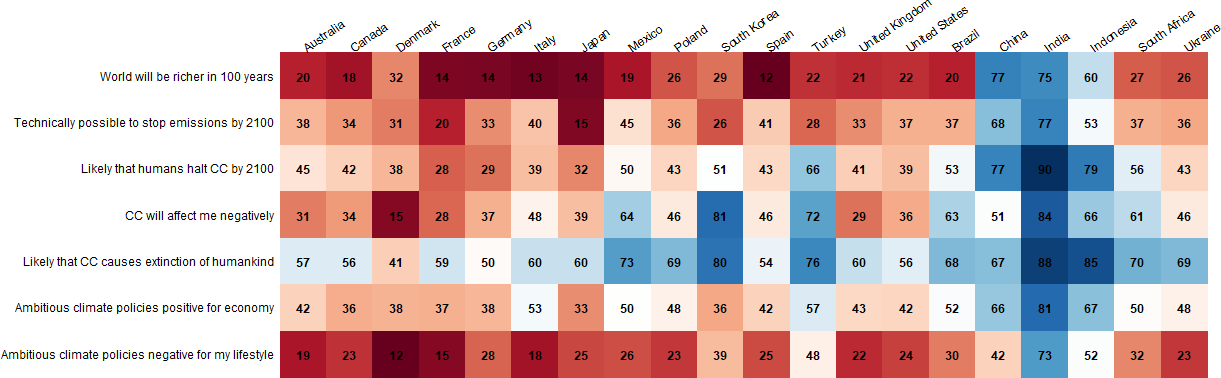 Australia Canada Denmark France Germany Italy Japan Mexico Poland South Korea Spain Turkey United Kingdom United States Brazil China India Indonesia South Africa Ukraine
World will be richer in 100 years 20 18 32 14 14 13 14 19 26 29 12 22 21 22 20 77 75 60 27 26
Technically possible to stop emissions by 2100 38 34 31 20 33 40 15 45 36 26 41 28 33 37 37 68 77 53 37 36
Likely that humans halt CC by 2100 45 42 38 28 29 39 32 50 43 51 43 66 41 39 53 77 90 79 56 43
CC will affect me negatively 31 34 15 28 37 48 39 64 46 81 46 72 29 36 63 51 84 66 61 46
Likely that CC causes extinction of humankind 57 56 41 59 50 60 60 73 69 80 54 76 60 56 68 67 88 85 70 69
Ambitious climate policies positive for economy 42 36 38 37 38 53 33 50 48 36 42 57 43 42 52 66 81 67 50 48
Ambitious climate policies negative for my lifestyle 19 23 12 15 28 18 25 26 23 39 25 48 22 24 30 42 73 52 32 23